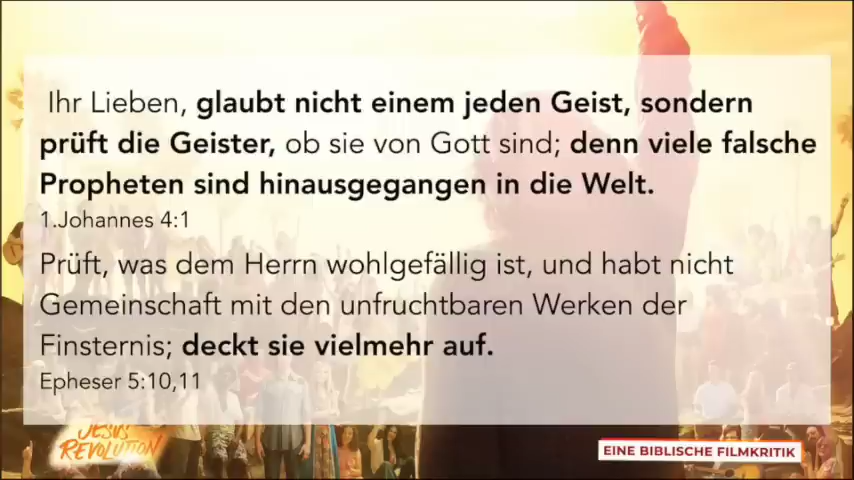 Ihr Lieben, glaubt nicht einem jeden Geist, sondern
prüft die Geister, ob sie von Gott sind; denn viele falsche
Propheten sind hinausgegangen in die Welt.
1.Johannes 4:1
Prüft, was dem Herrn wohlgefällig ist, und habt nicht
Gemeinschaft mit den unfruchtbaren Werken der
Finsternis; deckt sie vielmehr auf.
Epheser 5:10,11
JESUS
REVOLUTION
EINE BIBLISCHE FILMKRITIK